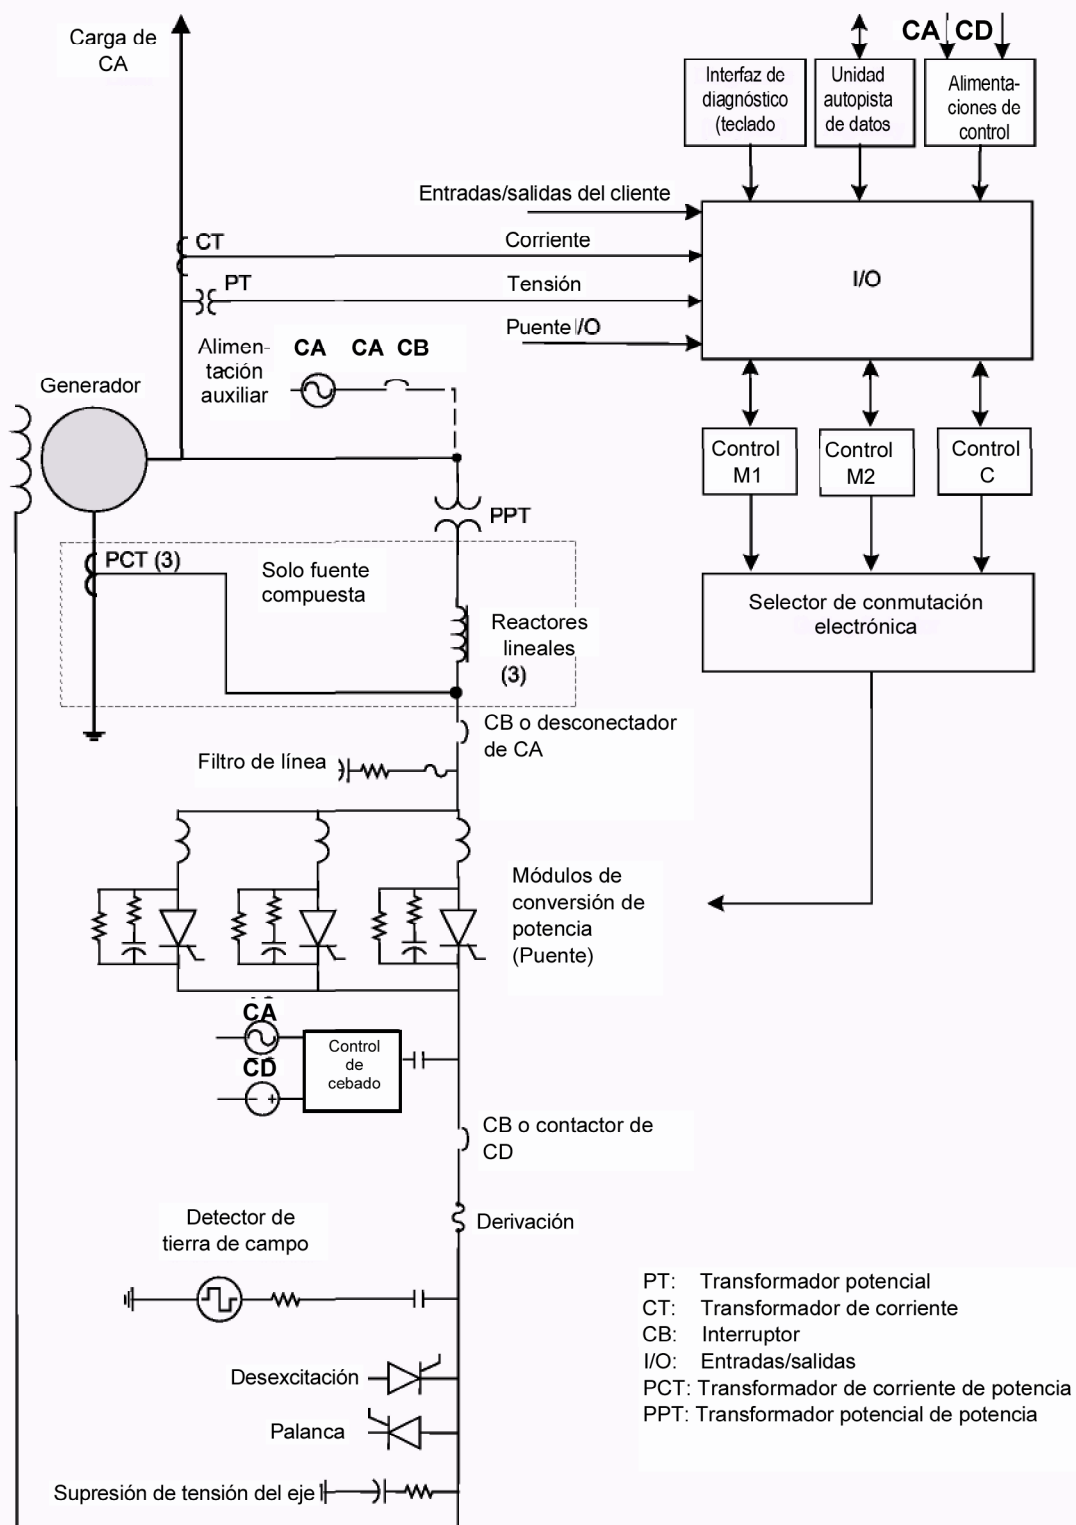 Carga de
CA
CA CD
Interfaz de
diagnóstico
(teclado
Unidad
autopista
de datos
Alimenta-
ciones de
control
Entradas/salidas del cliente
CT
Corriente
PT
Tensión
I/O
Puente I/O
Alimen-
tación
auxiliar
CA CA CB
Generador
Control
M1
Control
M2
Control
C
PPT
PCT (3)
Solo fuente
compuesta
Reactores
lineales
(3)
Selector de conmutación
electrónica
CB o desconectador
de CA
Filtro de línea
Módulos de
conversión de
potencia
(Puente)
CA
CD
- +
Control
de
cebado
CB o contactor de
CD
Derivación
Detector de
tierra de campo
Desexcitación
Palanca
Supresión de tensión del eje
PT: Transformador potencial
CT: Transformador de corriente
CB: Interruptor
I/O: Entradas/salidas
PCT: Transformador de corriente de potencia
PPT: Transformador potencial de potencia